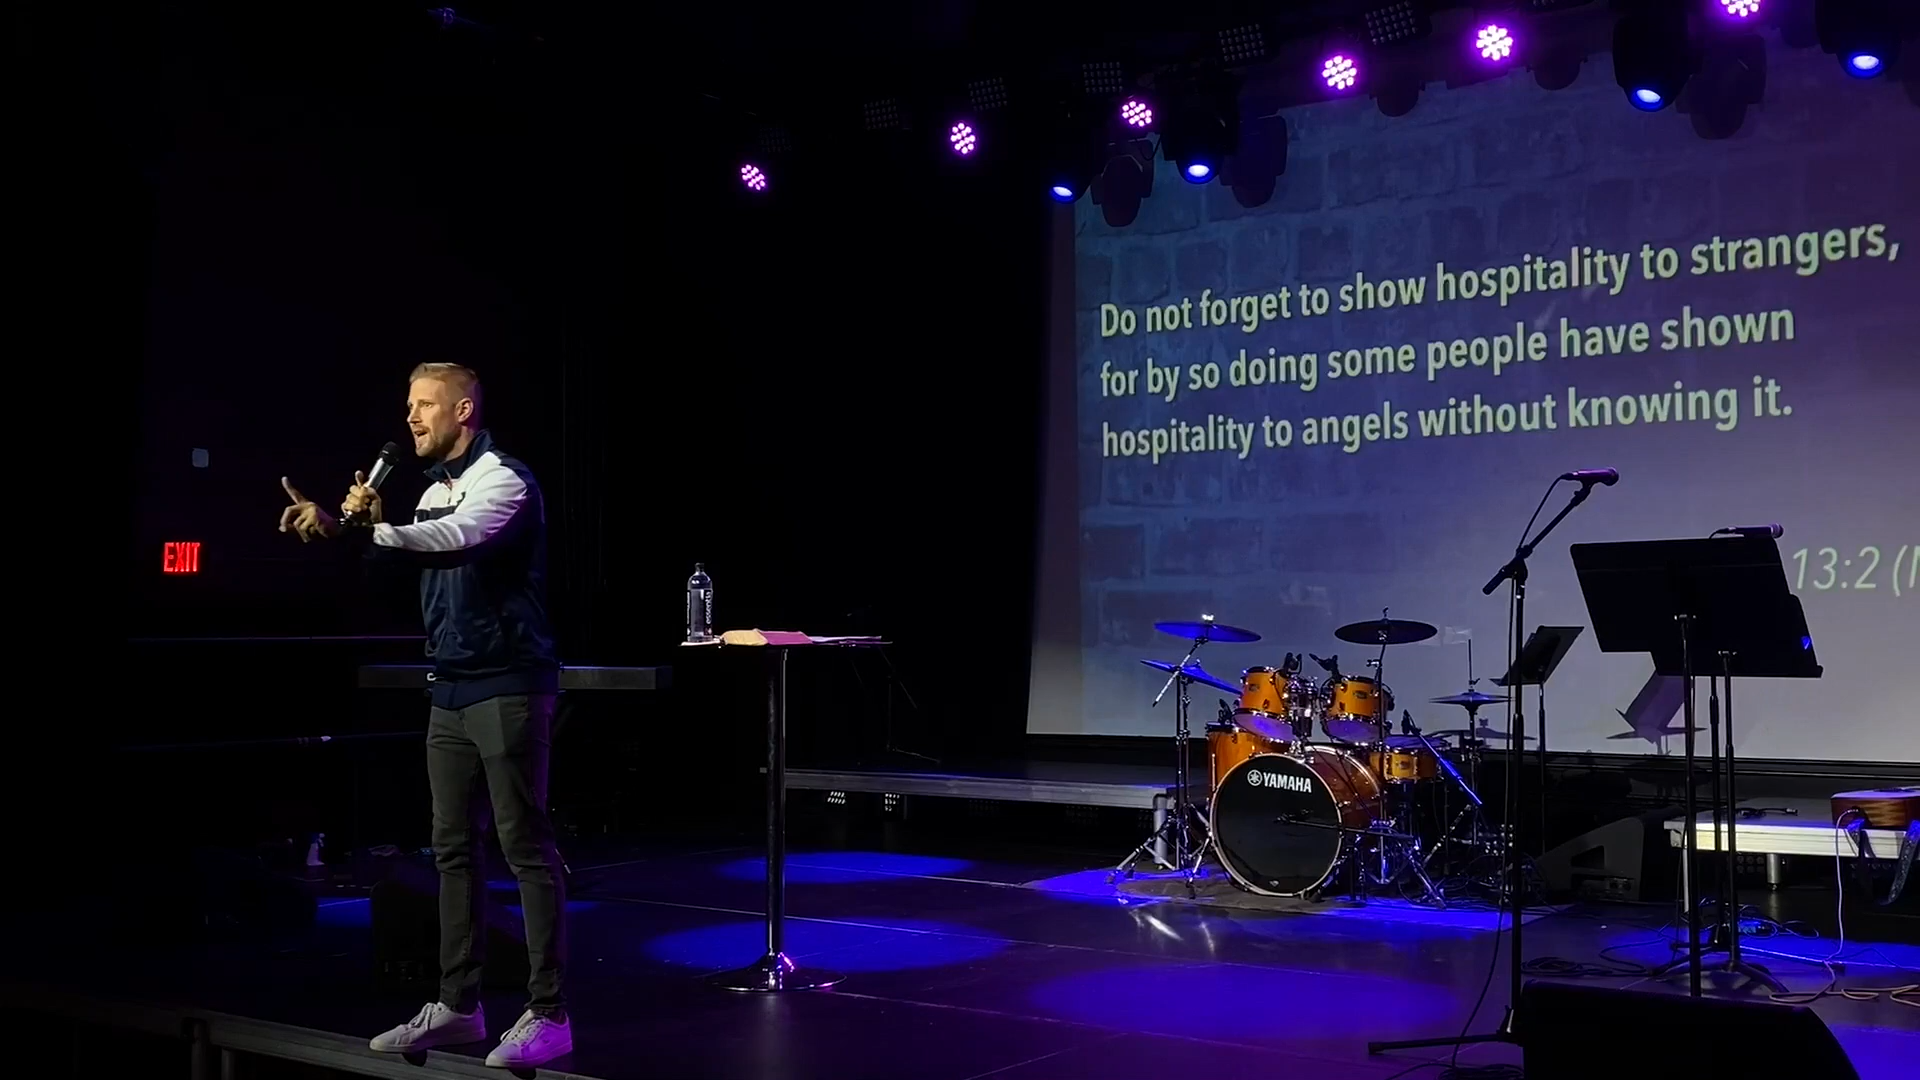 Do not forget to show hospitality to strangers,
for by so doing some people have shown
hospitality to angels without knowing it.
13:2 (
EXIT
essentia
YAMAHA